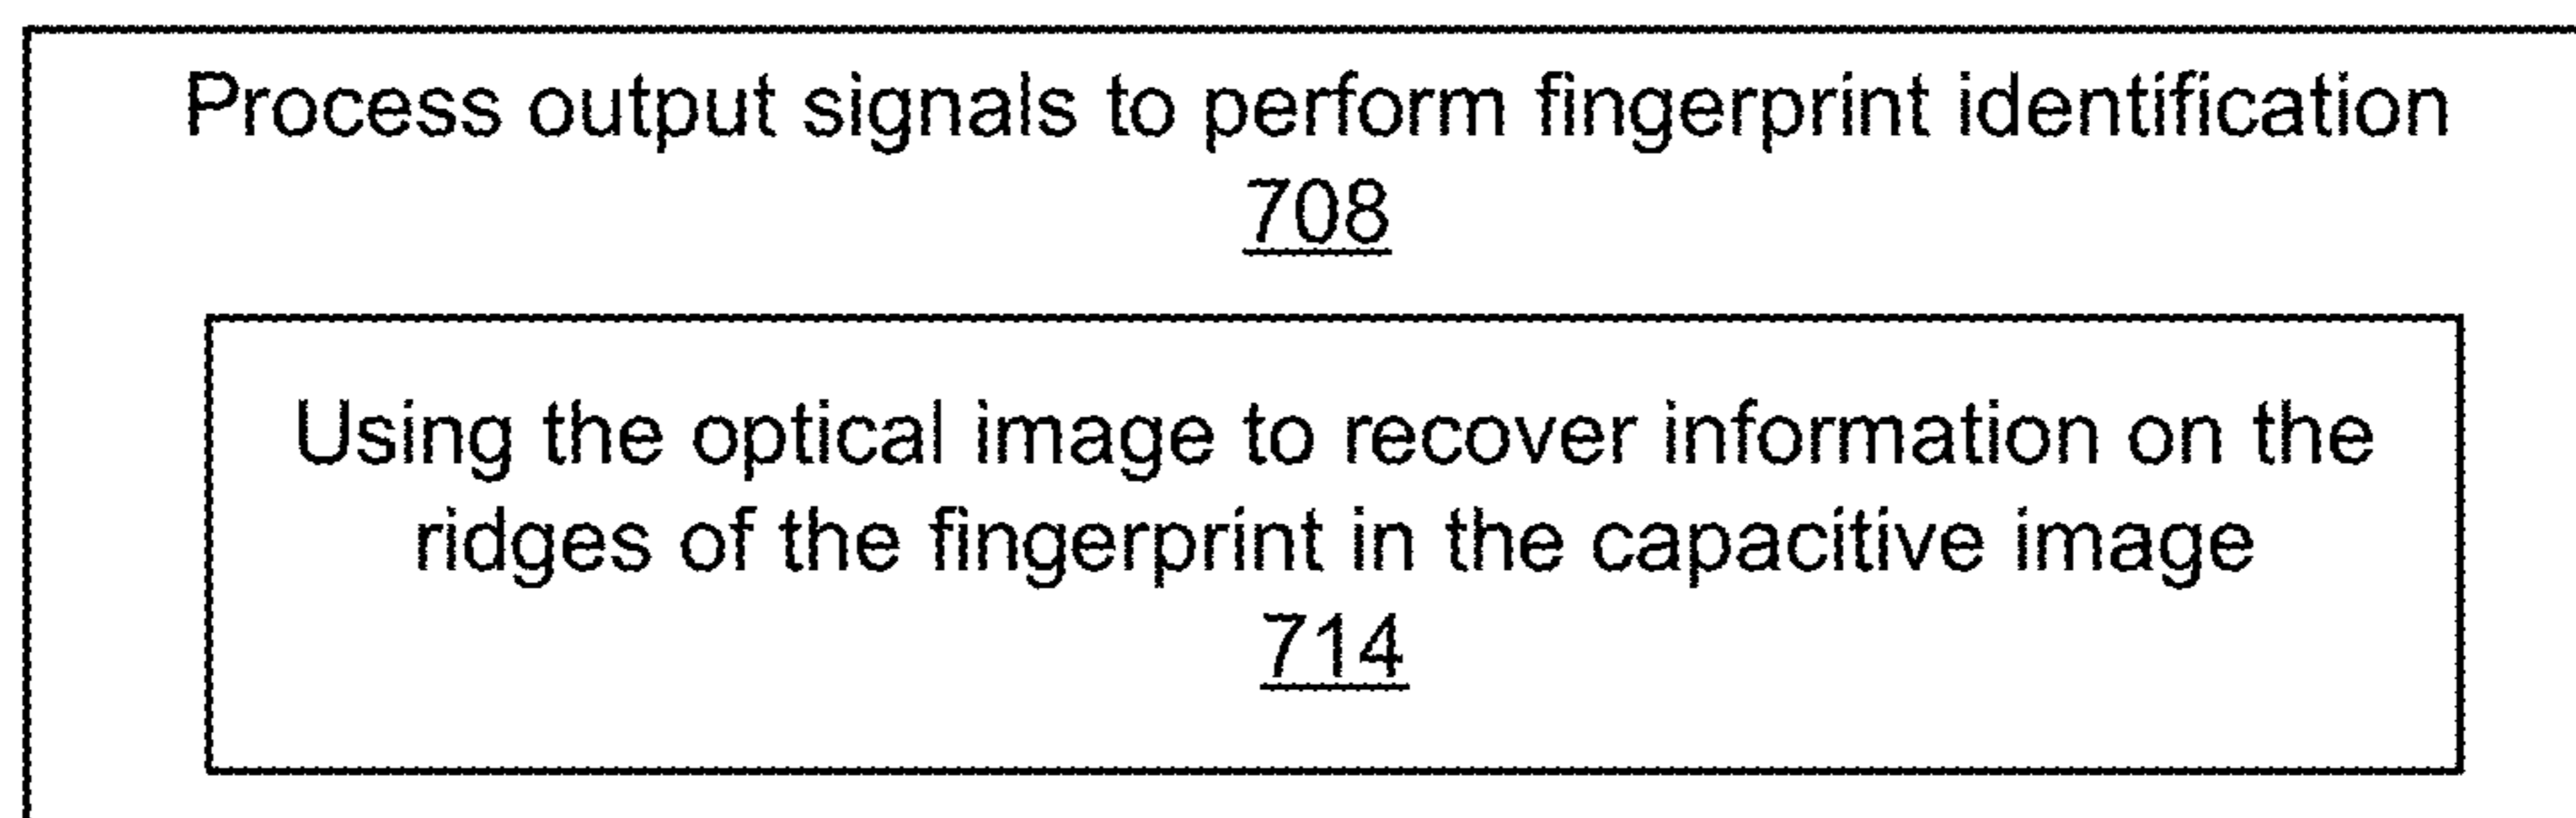 Process output signals to perform fingerprint identification
708
Using the optical image to recover information on the
ridges of the fingerprint in the capacitive image
714